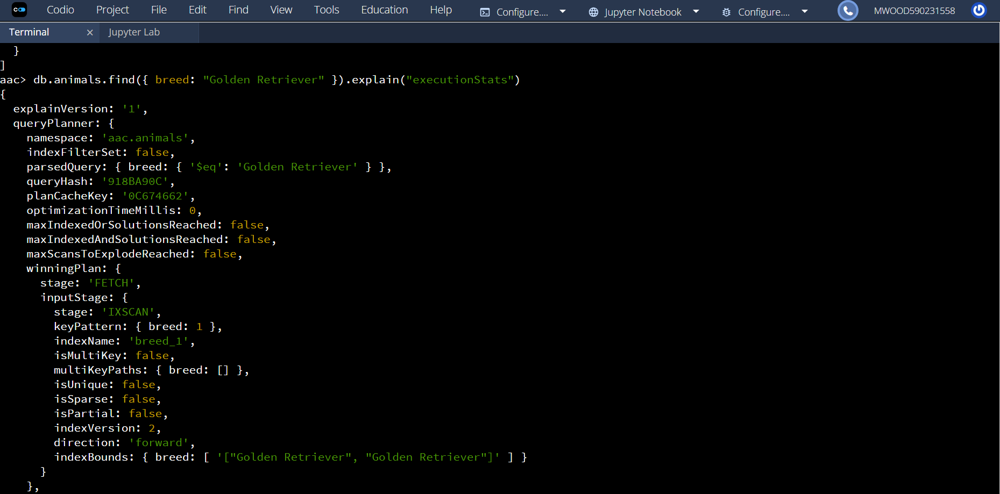 Codio Project File Edit Find View Tools Education Help Configure.... Jupyter Notebook Configure.... MWOOD590231558
Terminal × Jupyter Lab
  }
]
aac> db.animals.find({ breed: "Golden Retriever" }).explain("executionStats")
{
  explainVersion: '1',
  queryPlanner: {
    namespace: 'aac.animals',
    indexFilterSet: false,
    parsedQuery: { breed: { '$eq': 'Golden Retriever' } },
    queryHash: '918BA90C',
    planCacheKey: '0C674662',
    optimizationTimeMillis: 0,
    maxIndexedOrSolutionsReached: false,
    maxIndexedAndSolutionsReached: false,
    maxScansToExplodeReached: false,
    winningPlan: {
      stage: 'FETCH',
      inputStage: {
        stage: 'IXSCAN',
        keyPattern: { breed: 1 },
        indexName: 'breed_1',
        isMultiKey: false,
        multiKeyPaths: { breed: [] },
        isUnique: false,
        isSparse: false,
        isPartial: false,
        indexVersion: 2,
        direction: 'forward',
        indexBounds: { breed: [ '["Golden Retriever", "Golden Retriever"]' ] }
      }
    },